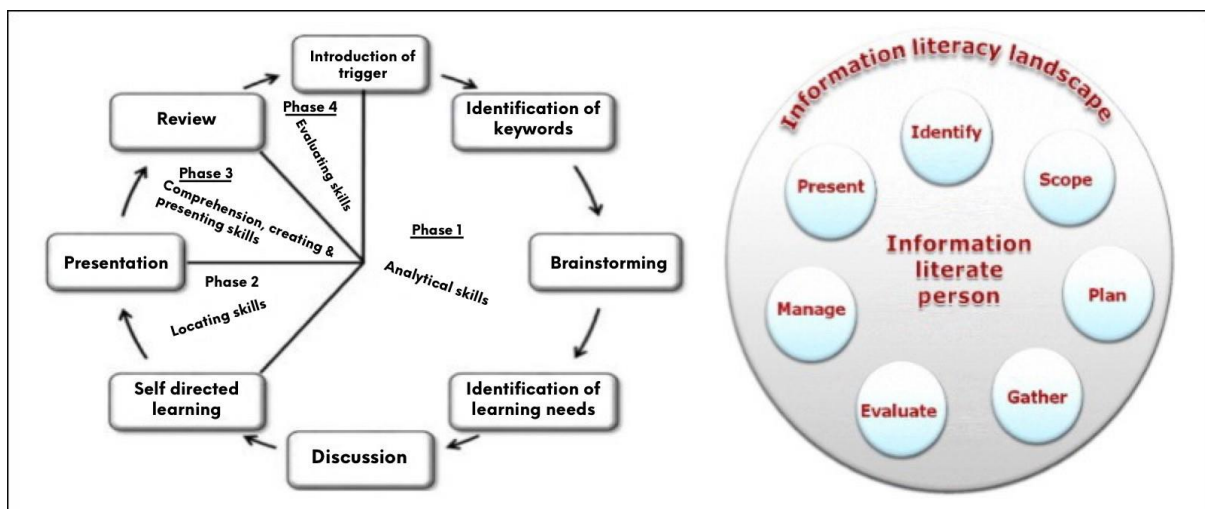 Introduction of
trigger
Identification of
keywords
Brainstorming
Identification of
learning needs
Discussion
Self directed
learning
Presentation
Review
Phase 4
Evaluating skills
Phase 3
Comprehension, creating &
presenting skills
Phase 1
Analytical skills
Phase 2
Locating skills
Information literacy landscape
Identify
Scope
Plan
Gather
Evaluate
Manage
Present
Information
literate
person